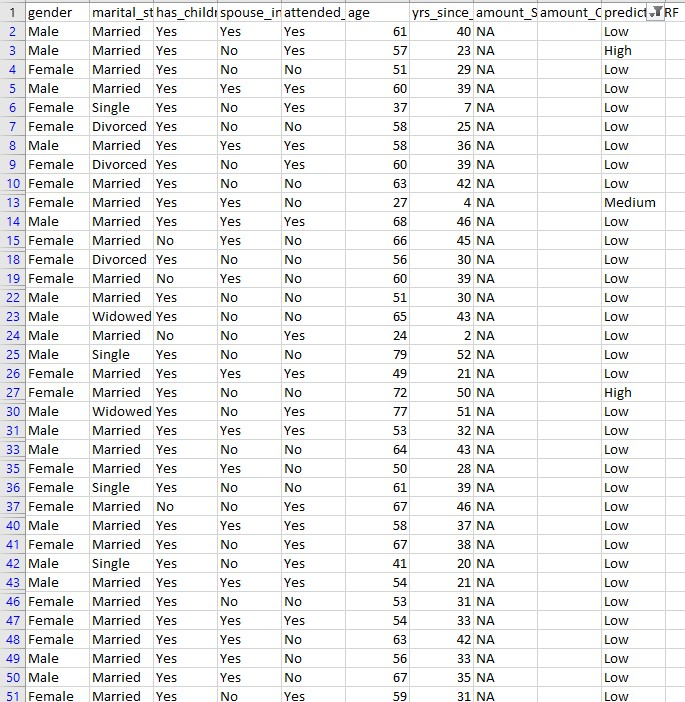 1 gender marital_st has_childr spouse_in attended_ age yrs_since_ amount_S amount_C predict RF
2 Male Married Yes Yes Yes 61 40 NA Low
3 Male Married Yes No Yes 57 23 NA High
4 Female Married Yes No No 51 29 NA Low
5 Male Married Yes Yes Yes 60 39 NA Low
6 Female Single Yes No Yes 37 7 NA Low
7 Female Divorced Yes No No 58 25 NA Low
8 Male Married Yes Yes Yes 58 36 NA Low
9 Female Divorced Yes No Yes 60 39 NA Low
10 Female Married Yes No No 63 42 NA Low
13 Female Married Yes Yes No 27 4 NA Medium
14 Male Married Yes Yes Yes 68 46 NA Low
15 Female Married No Yes No 66 45 NA Low
18 Female Divorced Yes No No 56 30 NA Low
19 Female Married No Yes No 60 39 NA Low
22 Male Married Yes No No 51 30 NA Low
23 Male Widowed Yes No No 65 43 NA Low
24 Male Married No No Yes 24 2 NA Low
25 Male Single Yes No No 79 52 NA Low
26 Female Married Yes Yes Yes 49 21 NA Low
27 Female Married Yes No No 72 50 NA High
30 Male Widowed Yes No Yes 77 51 NA Low
31 Male Married Yes Yes Yes 53 32 NA Low
33 Male Married Yes No No 64 43 NA Low
35 Female Married Yes Yes No 50 28 NA Low
36 Female Single Yes No No 61 39 NA Low
37 Female Married No No Yes 67 46 NA Low
40 Male Married Yes Yes Yes 58 37 NA Low
41 Female Married Yes No Yes 67 38 NA Low
42 Male Single Yes No Yes 41 20 NA Low
43 Male Married Yes Yes Yes 54 21 NA Low
46 Female Married Yes No No 53 31 NA Low
47 Female Married Yes Yes Yes 54 33 NA Low
48 Female Married Yes No No 63 42 NA Low
49 Male Married Yes Yes No 56 33 NA Low
50 Male Married Yes Yes No 67 35 NA Low
51 Female Married Yes No Yes 59 31 NA Low